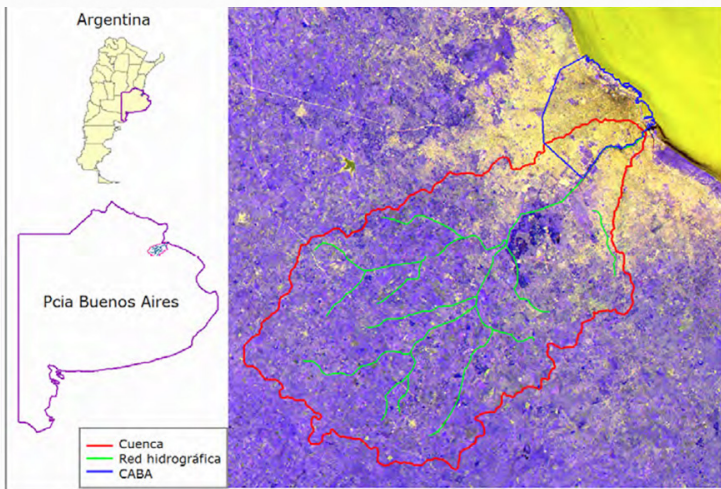 Argentina
Pcia Buenos Aires
Cuenca
Red hidrográfica
CABA